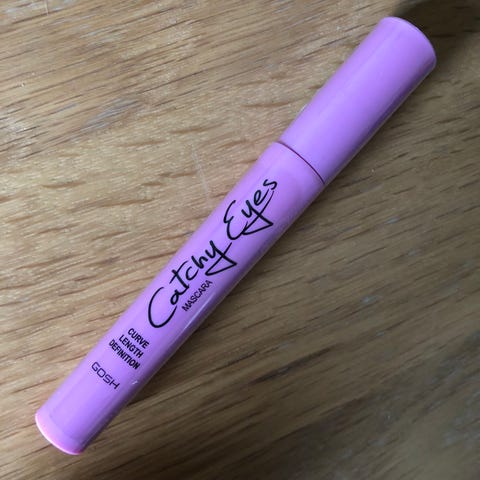 Catchy Eyes
MASCARA
CURVE
LENGTH
DEFINITION
GOSH